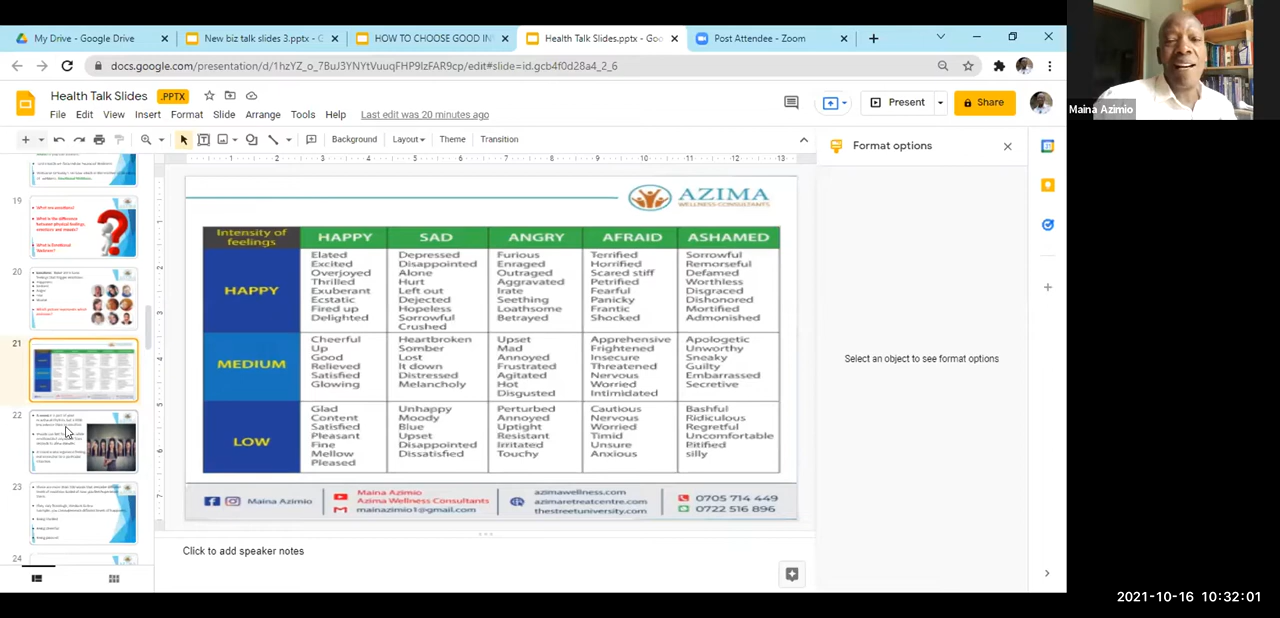 My Drive - Google Drive
New biz talk slides 3.pptx - G
HOW TO CHOOSE GOOD IN
Health Talk Slides.pptx - Goo
Post Attendee - Zoom
docs.google.com/presentation/d/1hzYZ_o_7BuJ3YNYtVuuqFHP9lzFAR9cp/edit#slide=id.gcb4f0d28a4_2_6
Maina Azimio
Health Talk Slides .PPTX
File Edit View Insert Format Slide Arrange Tools Help Last edit was 20 minutes ago
Present
Share
Background Layout Theme Transition
Format options
Select an object to see format options
19
20
21
22
23
24
AZIMA
WELLNESS CONSULTANTS
Intensity of feelings HAPPY SAD ANGRY AFRAID ASHAMED
HAPPY
Elated
Excited
Overjoyed
Thrilled
Exuberant
Ecstatic
Fired up
Delighted
Depressed
Disappointed
Alone
Hurt
Left out
Dejected
Hopeless
Sorrowful
Crushed
Furious
Enraged
Outraged
Aggravated
Irate
Seething
Loathsome
Betrayed
Terrified
Horrified
Scared stiff
Petrified
Fearful
Panicky
Frantic
Shocked
Sorrowful
Remorseful
Defamed
Worthless
Disgraced
Dishonored
Mortified
Admonished
MEDIUM
Cheerful
Up
Good
Relieved
Satisfied
Glowing
Heartbroken
Somber
Lost
It down
Distressed
Melancholy
Upset
Mad
Annoyed
Frustrated
Agitated
Hot
Disgusted
Apprehensive
Frightened
Insecure
Threatened
Nervous
Worried
Intimidated
Apologetic
Unworthy
Sneaky
Guilty
Embarrassed
Secretive
LOW
Glad
Content
Satisfied
Pleasant
Fine
Mellow
Pleased
Unhappy
Moody
Blue
Upset
Disappointed
Dissatisfied
Perturbed
Annoyed
Uptight
Resistant
Irritated
Touchy
Cautious
Nervous
Worried
Timid
Unsure
Anxious
Bashful
Ridiculous
Regretful
Uncomfortable
Pitified
silly
Maina Azimio
Maina Azimio
Azima Wellness Consultants
mainazimio1@gmail.com
azimawellness.com
azimaretreatcentre.com
thestreetuniversity.com
0705 714 449
0722 516 896
Click to add speaker notes
2021-10-16 10:32:01